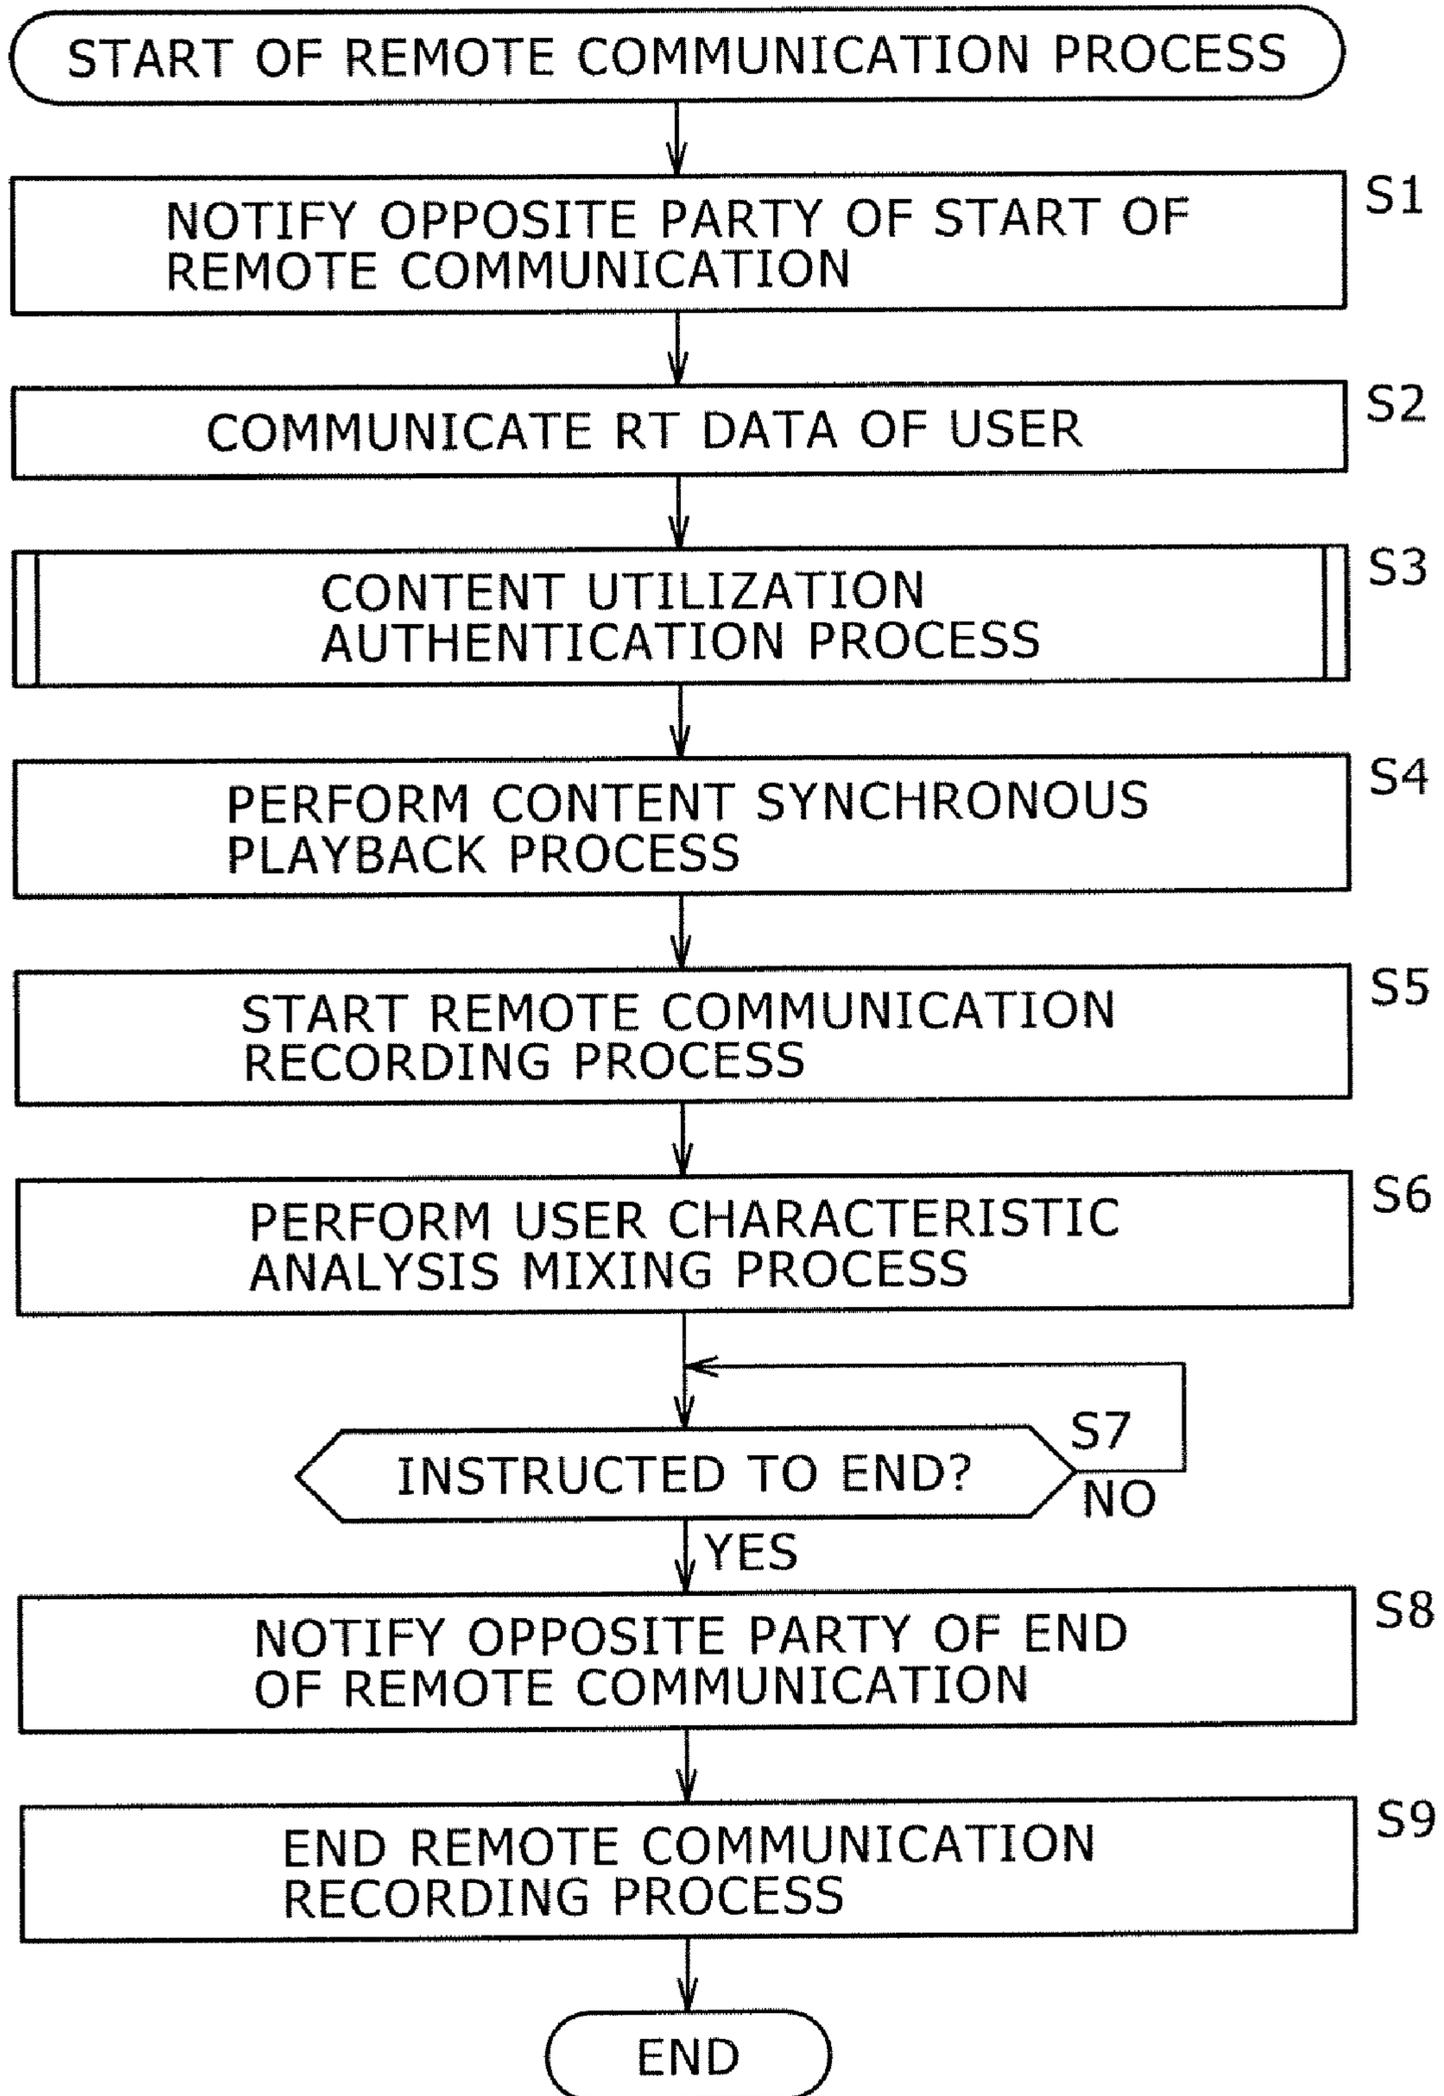 START OF REMOTE COMMUNICATION PROCESS
S1
NOTIFY OPPOSITE PARTY OF START OF
REMOTE COMMUNICATION
S2
COMMUNICATE RT DATA OF USER
S3
CONTENT UTILIZATION
AUTHENTICATION PROCESS
S4
PERFORM CONTENT SYNCHRONOUS
PLAYBACK PROCESS
S5
START REMOTE COMMUNICATION
RECORDING PROCESS
S6
PERFORM USER CHARACTERISTIC
ANALYSIS MIXING PROCESS
S7
INSTRUCTED TO END?
NO
YES
S8
NOTIFY OPPOSITE PARTY OF END
OF REMOTE COMMUNICATION
S9
END REMOTE COMMUNICATION
RECORDING PROCESS
END